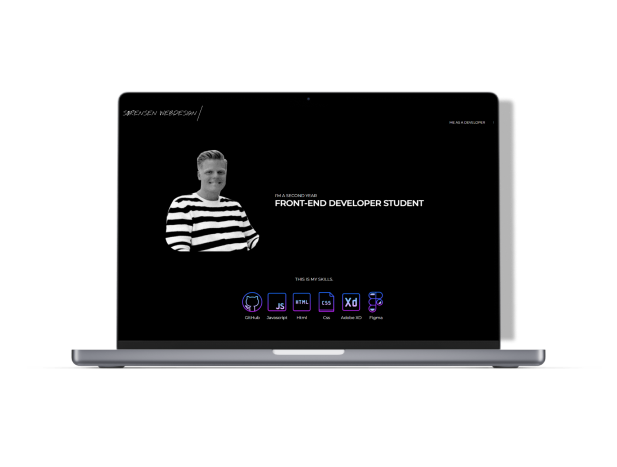 SØRENSEN WEBDESIGN
ME AS A DEVELOPER
I'M A SECOND YEAR
FRONT-END DEVELOPER STUDENT
THIS IS MY SKILLS.
JS HTML CSS Xd
GitHub Javascript Html Css Adobe XD Figma